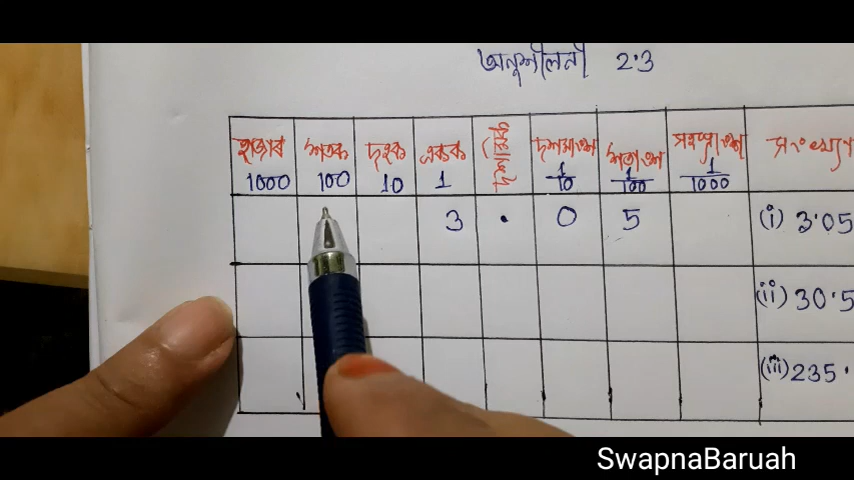 অনুশীলনী 2.3
হাজাৰ শতক দহক একক দশমিক দশমাংশ শতাংশ সহস্ৰাংশ সংখ্যা
1000 100 10 1 1/10 1/100 1/1000
3 . 0 5 (i) 3.05
(ii) 30.5
(iii) 235.
SwapnaBaruah